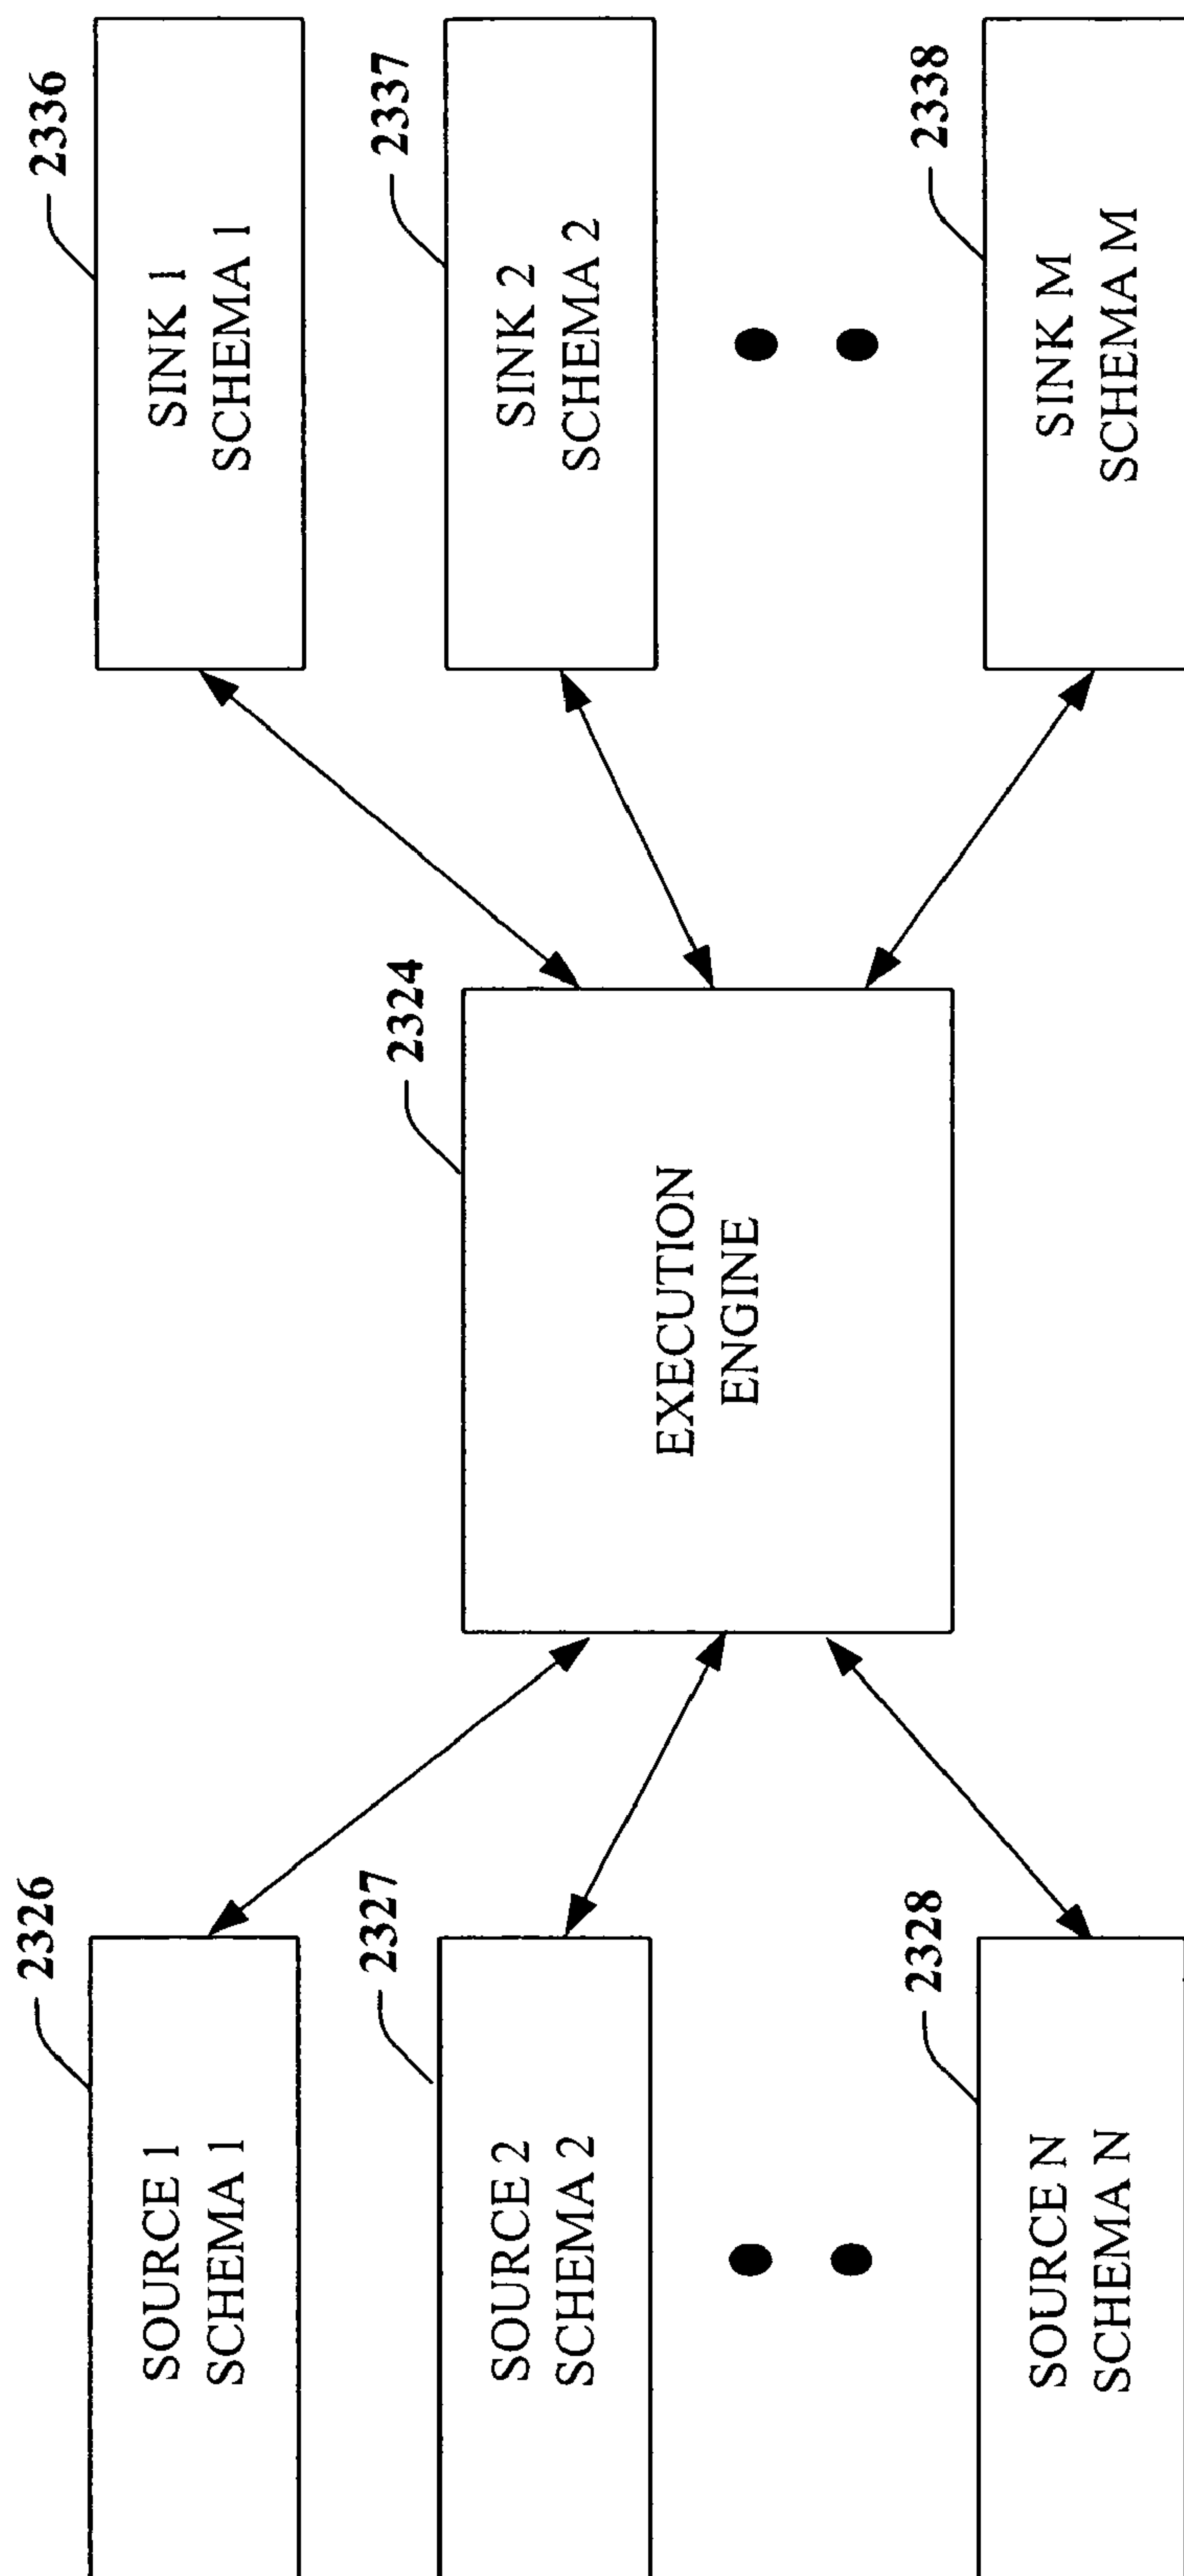 2326
SOURCE 1
SCHEMA 1
2327
SOURCE 2
SCHEMA 2
2328
SOURCE N
SCHEMA N
2324
EXECUTION
ENGINE
2336
SINK 1
SCHEMA 1
2337
SINK 2
SCHEMA 2
2338
SINK M
SCHEMA M